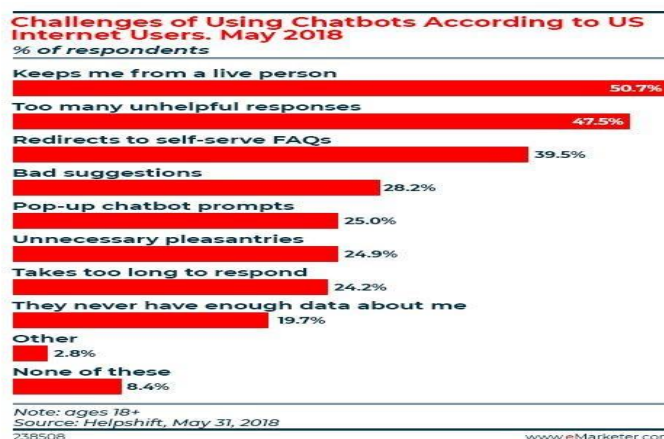 Challenges of Using Chatbots According to US
Internet Users. May 2018
% of respondents
Keeps me from a live person
50.7%
Too many unhelpful responses
47.5%
Redirects to self-serve FAQs
39.5%
Bad suggestions
28.2%
Pop-up chatbot prompts
25.0%
Unnecessary pleasantries
24.9%
Takes too long to respond
24.2%
They never have enough data about me
19.7%
Other
2.8%
None of these
8.4%
Note: ages 18+
Source: Helpshift, May 31, 2018
238508
www.eMarketer.com